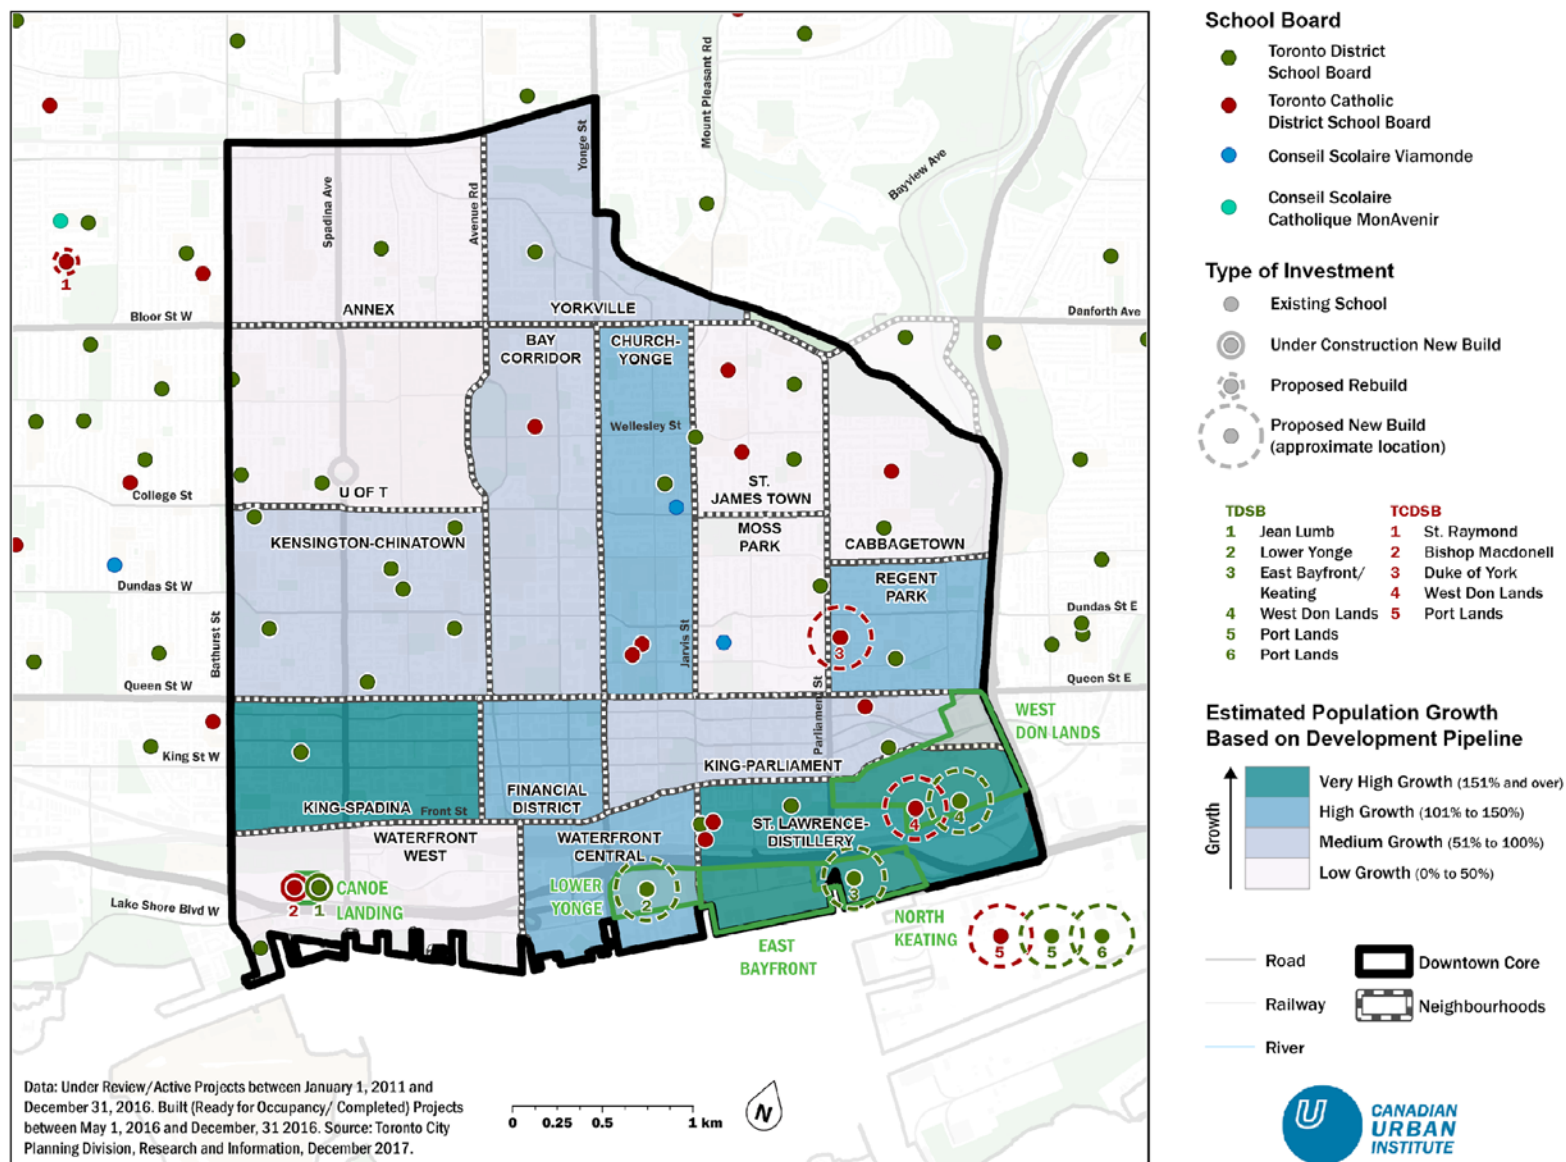 Mount Pleasant Rd
Yonge St
Bayview Ave
Spadina Ave
Avenue Rd
1
Bloor St W
ANNEX
YORKVILLE
Danforth Ave
BAY
CORRIDOR
CHURCH-
YONGE
Wellesley St
College St
U OF T
ST.
JAMES TOWN
KENSINGTON-CHINATOWN
MOSS
PARK
CABBAGETOWN
REGENT
PARK
Dundas St W
Dundas St E
Bathurst St
Jarvis St
3
Queen St W
Queen St E
Parliament St
WEST
DON LANDS
King St W
KING-PARLIAMENT
KING-SPADINA
Front St
FINANCIAL
DISTRICT
WATERFRONT
WEST
WATERFRONT
CENTRAL
ST. LAWRENCE-
DISTILLERY
4
4
LOWER
YONGE
2
3
CANOE
LANDING
2
1
Lake Shore Blvd W
NORTH
KEATING
EAST
BAYFRONT
5
5
6
Data: Under Review/Active Projects between January 1, 2011 and
December 31, 2016. Built (Ready for Occupancy/ Completed) Projects
between May 1, 2016 and December, 31 2016. Source: Toronto City
Planning Division, Research and Information, December 2017.
0 0.25 0.5 1 km
N
School Board
Toronto District
School Board
Toronto Catholic
District School Board
Conseil Scolaire Viamonde
Conseil Scolaire
Catholique MonAvenir
Type of Investment
Existing School
Under Construction New Build
Proposed Rebuild
Proposed New Build
(approximate location)
TDSB
1 Jean Lumb
2 Lower Yonge
3 East Bayfront/
Keating
4 West Don Lands
5 Port Lands
6 Port Lands
TCDSB
1 St. Raymond
2 Bishop Macdonell
3 Duke of York
4 West Don Lands
5 Port Lands
Estimated Population Growth
Based on Development Pipeline
Growth
Very High Growth (151% and over)
High Growth (101% to 150%)
Medium Growth (51% to 100%)
Low Growth (0% to 50%)
Road
Downtown Core
Railway
Neighbourhoods
River
U
CANADIAN
URBAN
INSTITUTE